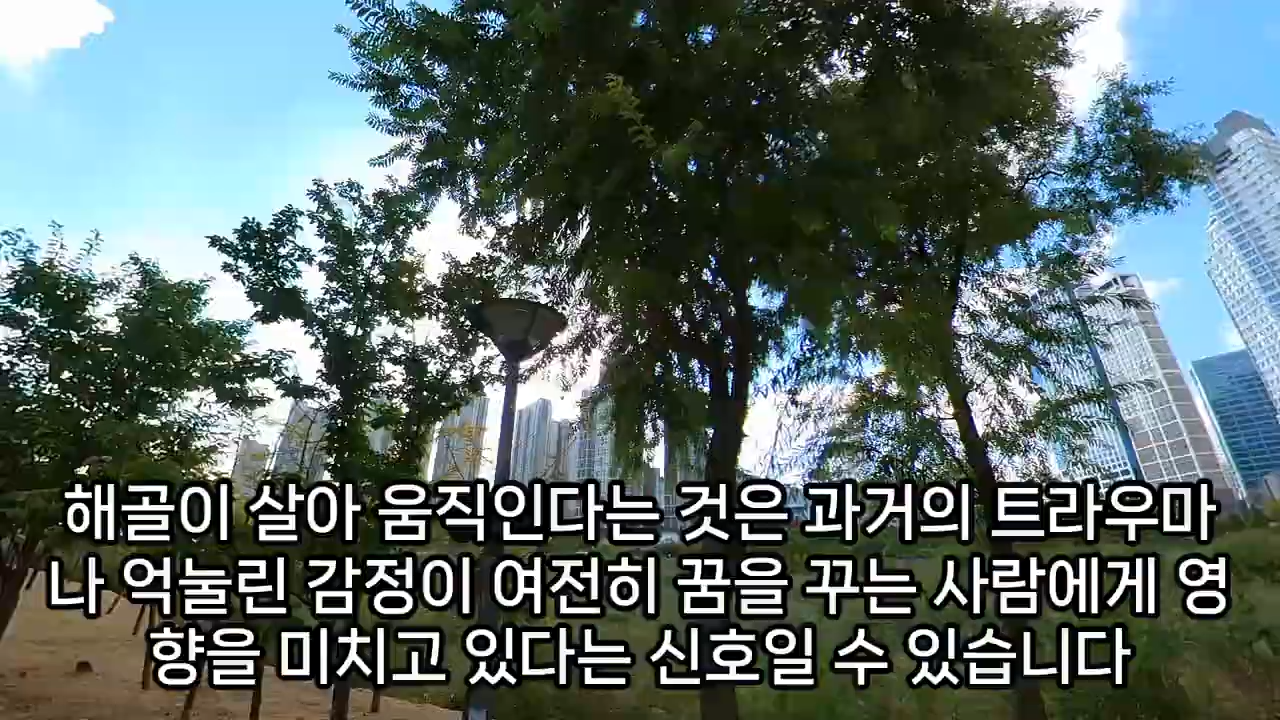 해골이 살아 움직인다는 것은 과거의 트라우마
나 억눌린 감정이 여전히 꿈을 꾸는 사람에게 영
향을 미치고 있다는 신호일 수 있습니다